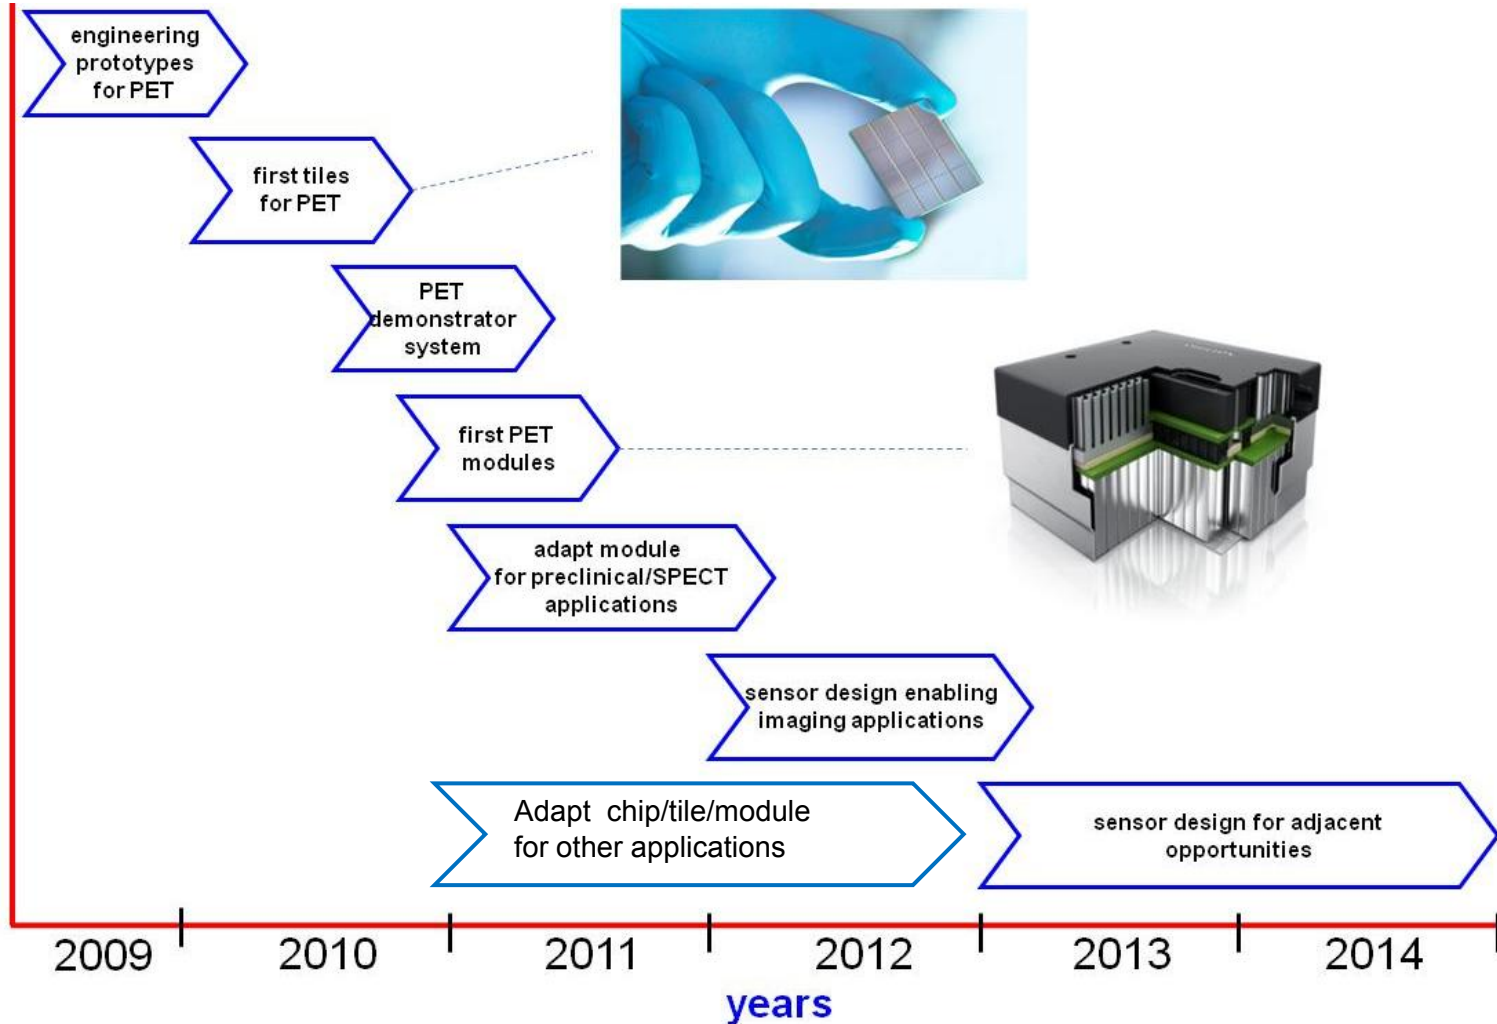 engineering
prototypes
for PET
first tiles
for PET
PET
demonstrator
system
first PET
modules
adapt module
for preclinical/SPECT
applications
sensor design enabling
imaging applications
Adapt chip/tile/module
for other applications
sensor design for adjacent
opportunities
2009 2010 2011 2012 2013 2014
years